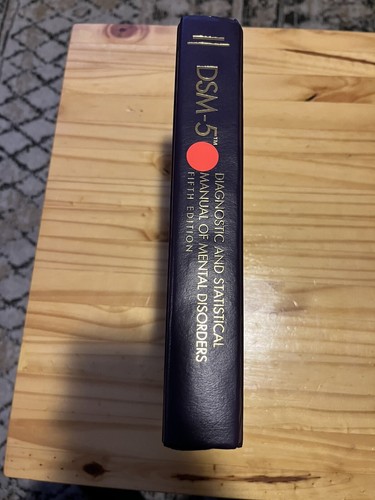 DSM-5™
DIAGNOSTIC AND STATISTICAL
MANUAL OF MENTAL DISORDERS
FIFTH EDITION